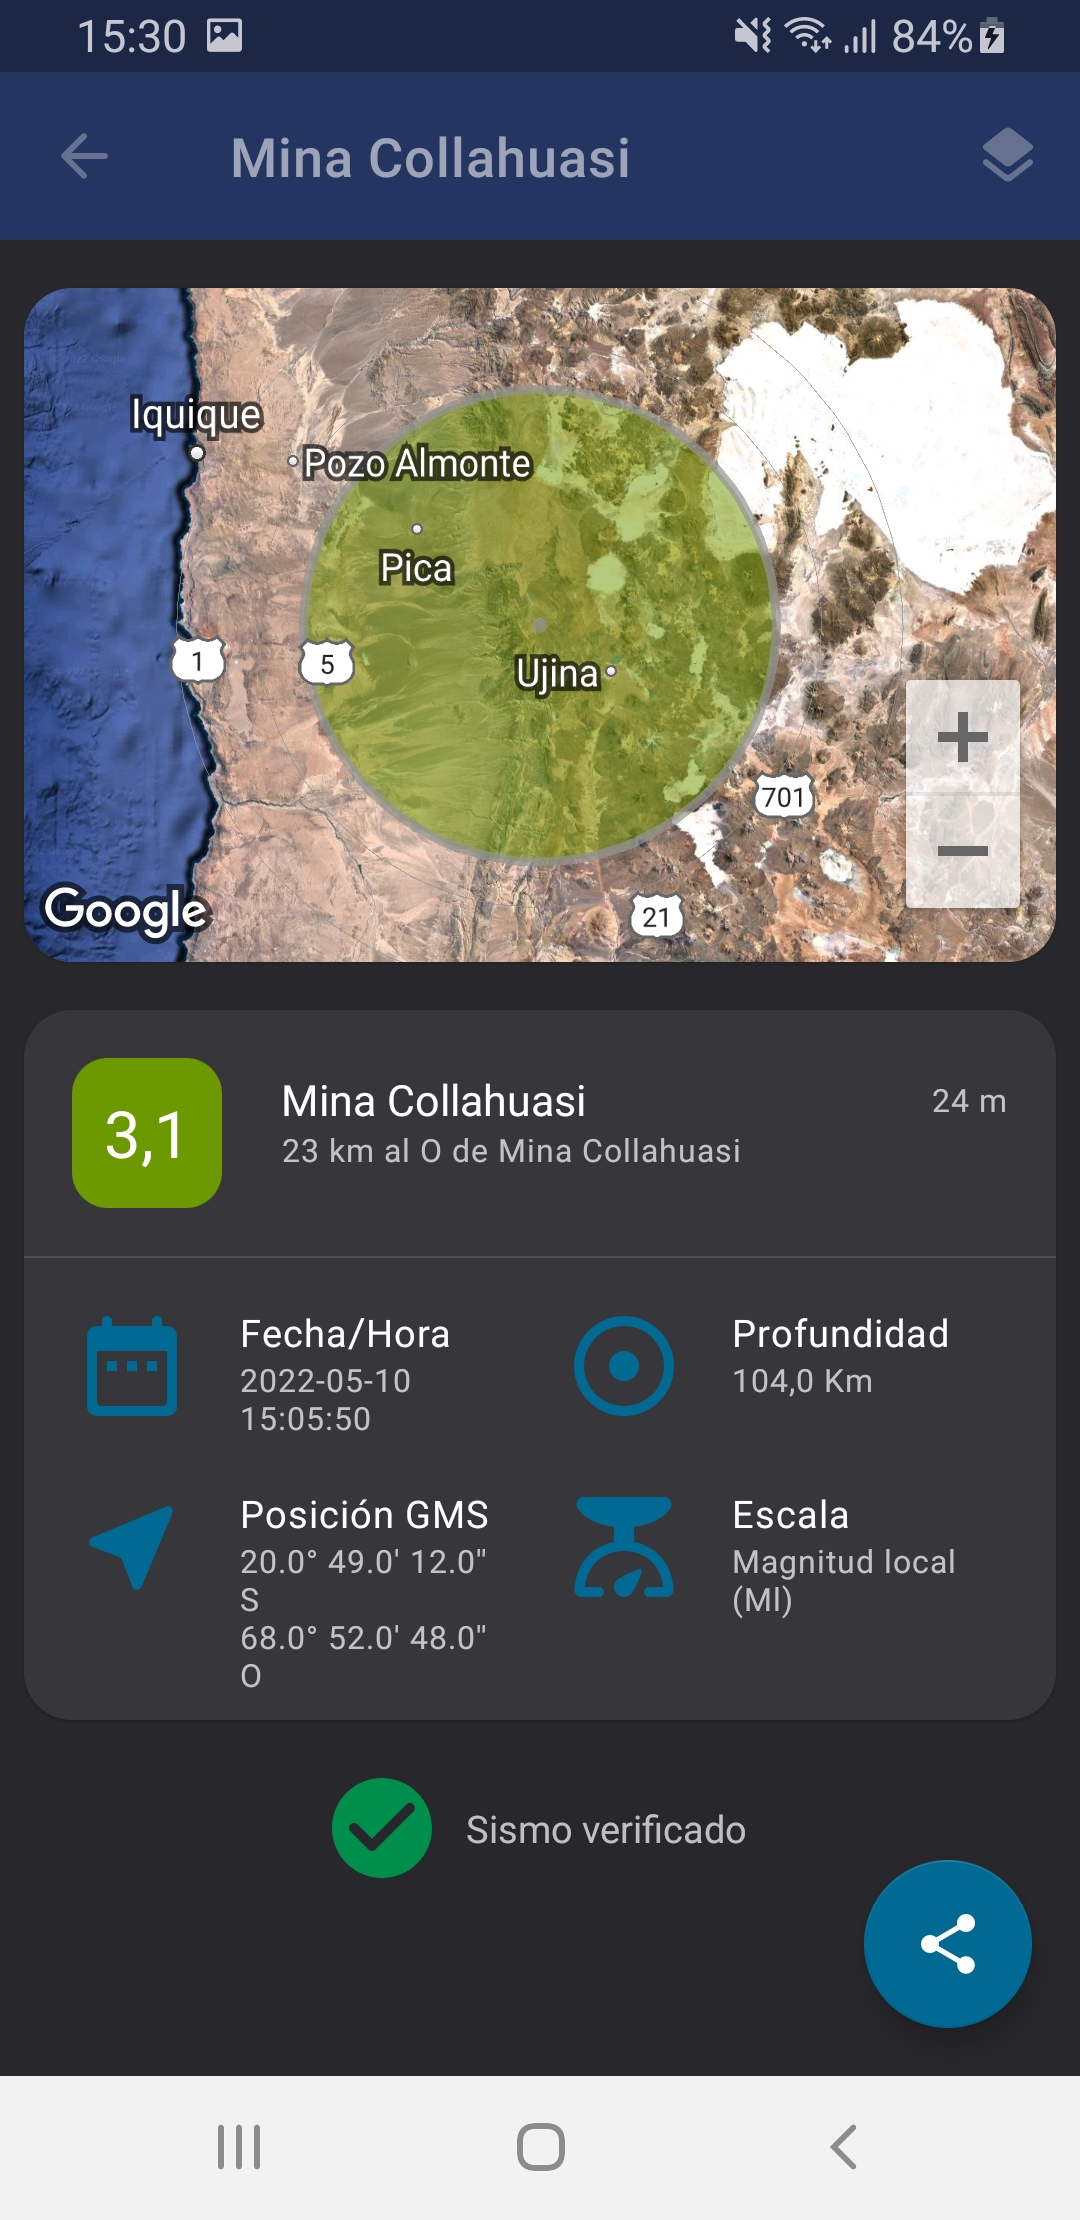 15:30
84%
Mina Collahuasi
Iquique
Pozo Almonte
Pica
1
5
Ujina
701
21
Google
3,1
Mina Collahuasi
24 m
23 km al O de Mina Collahuasi
Fecha/Hora
2022-05-10
15:05:50
Profundidad
104,0 Km
Posición GMS
20.0° 49.0' 12.0"
S
68.0° 52.0' 48.0"
O
Escala
Magnitud local
(Ml)
Sismo verificado